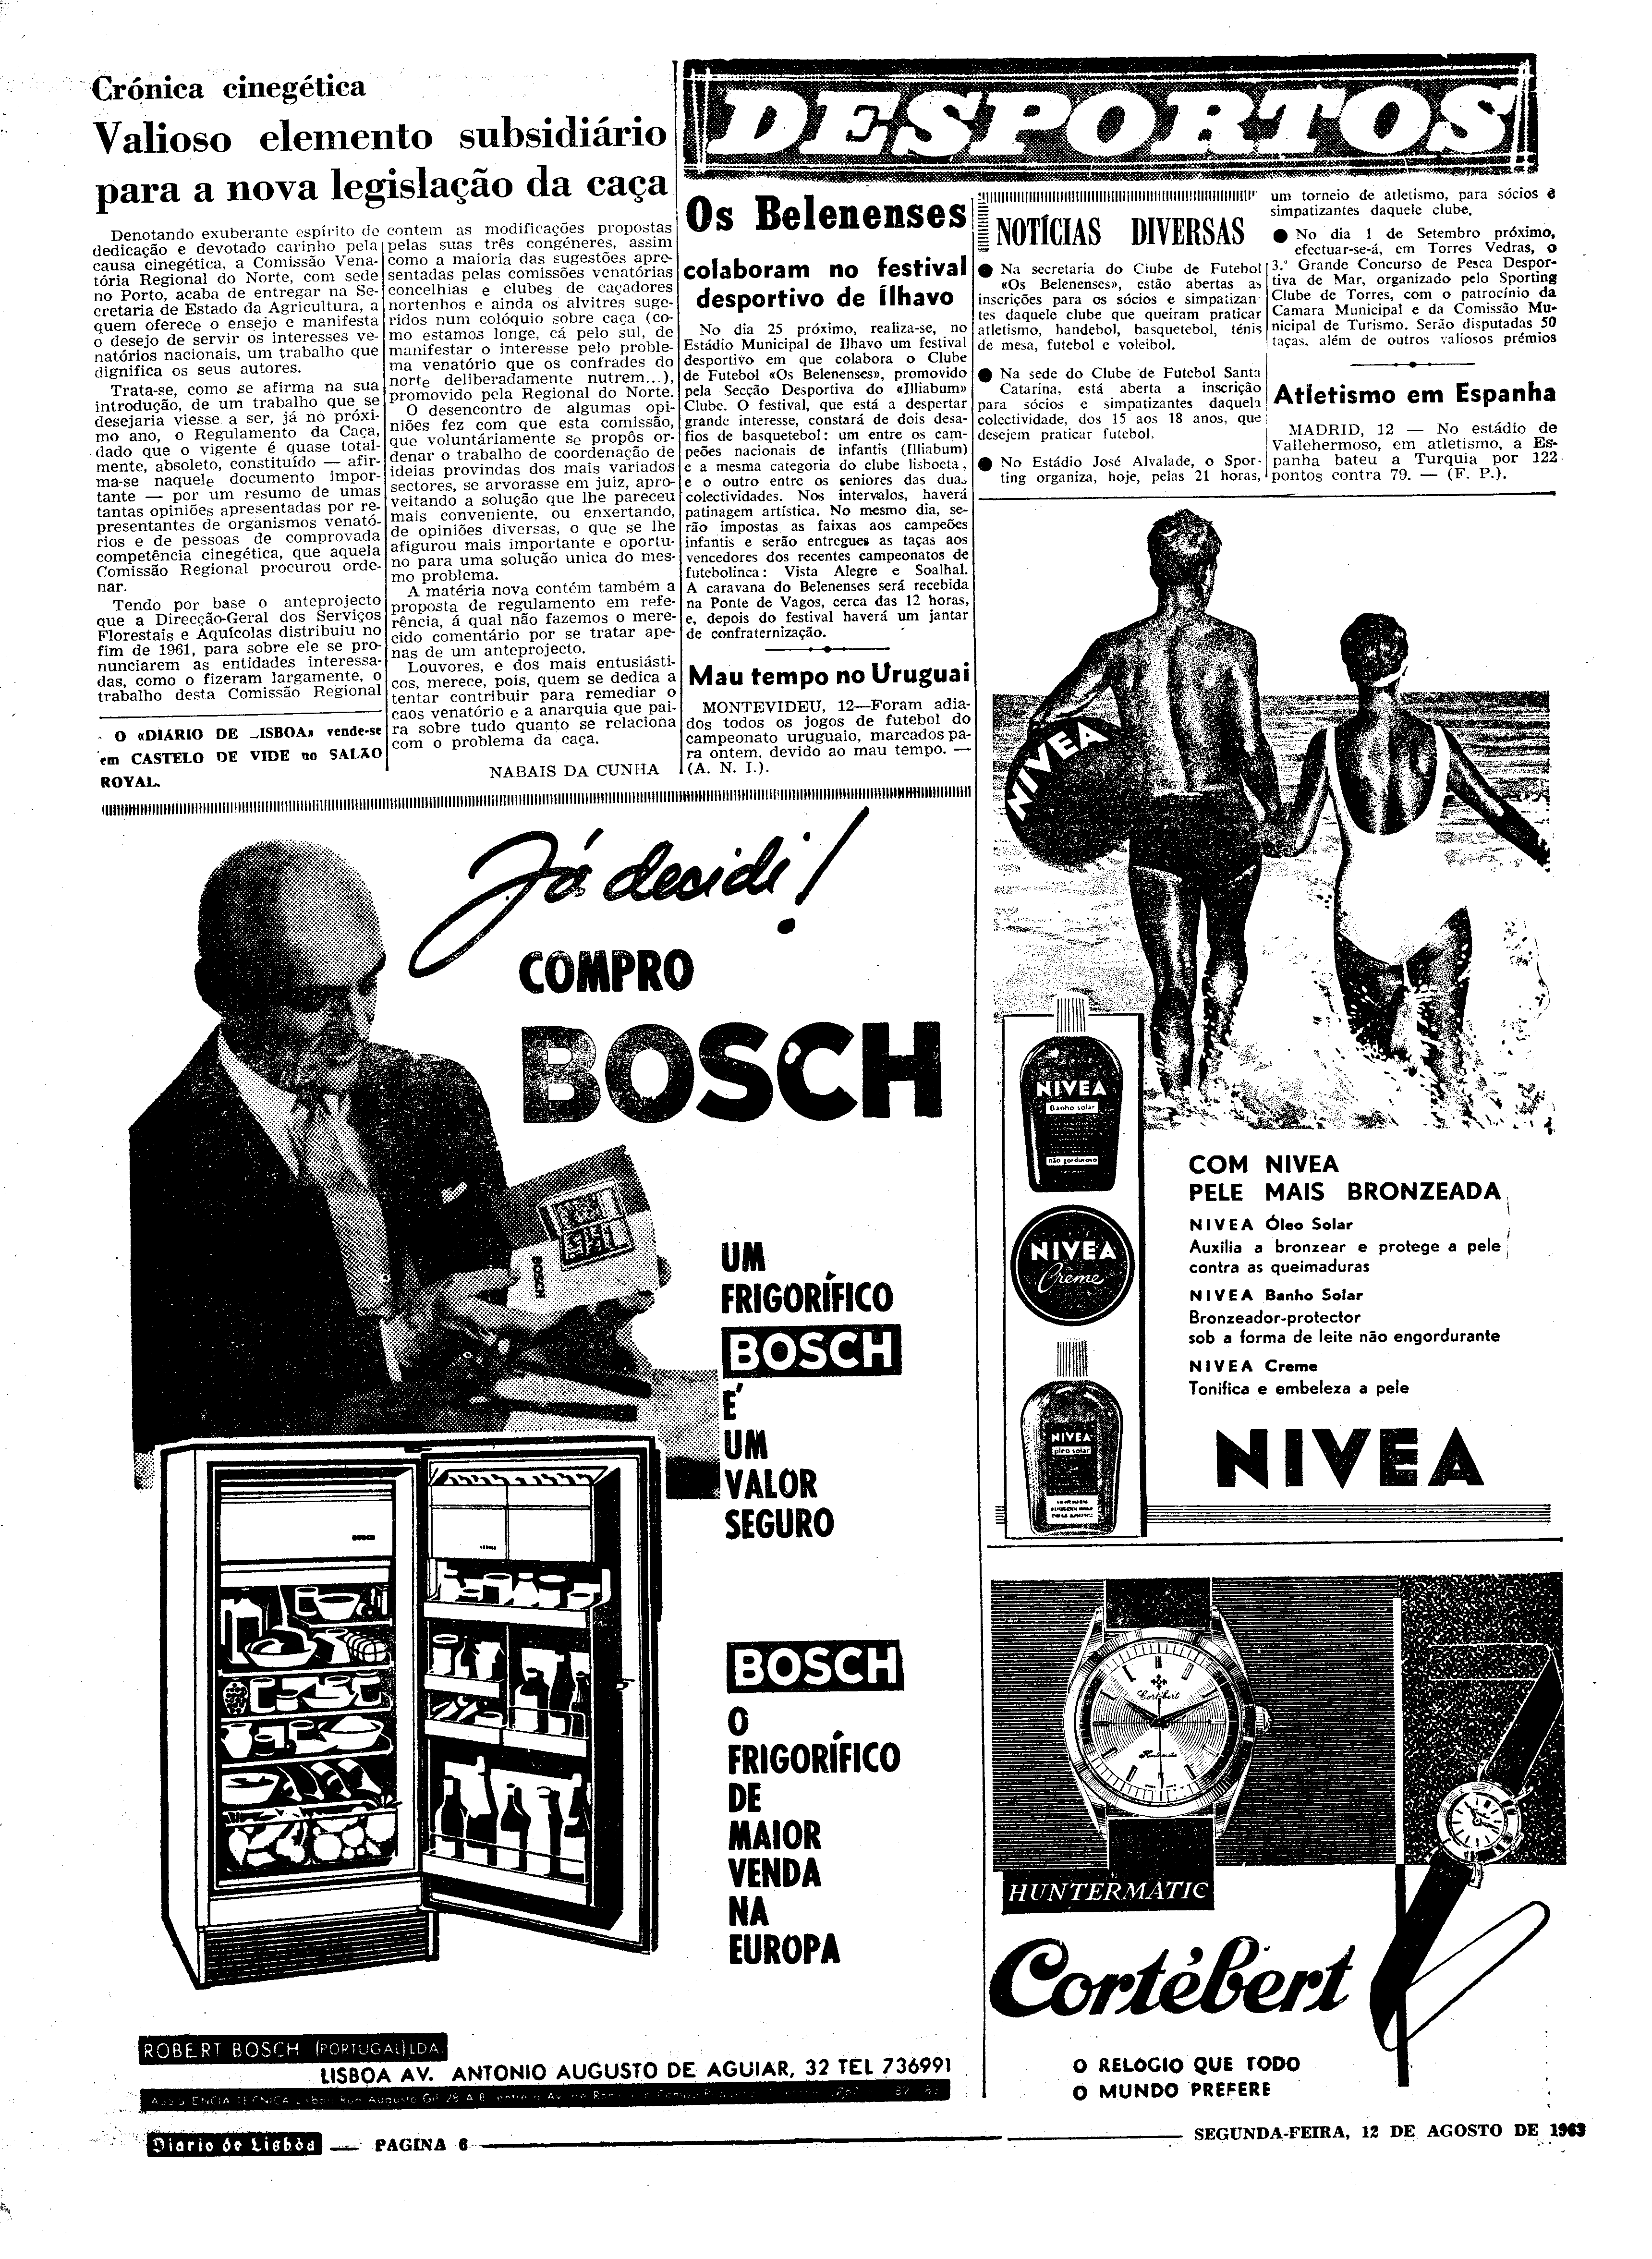 Crónica cinegética
Valioso elemento subsidiário
para a nova legislação da caça
Denotando exuberante espírito de
dedicação e devotado carinho pela
causa cinegética, a Comissão Vena-
tória Regional do Norte, com sede
no Porto, acaba de entregar na Se-
cretaria de Estado da Agricultura, a
quem oferece o ensejo e manifesta
o desejo de servir os interesses ve-
natórios nacionais, um trabalho que
dignifica os seus autores.
Trata-se, como se afirma na sua
introdução, de um trabalho que se
desejaria viesse a ser, já no próxi-
mo ano, o Regulamento da Caça,
dado que o vigente é quase total-
mente, absoleto, constituído — afir-
ma-se naquele documento impor-
tante — por um resumo de umas
tantas opiniões apresentadas por re-
presentantes de organismos venató-
rios e de pessoas de comprovada
competência cinegética, que aquela
Comissão Regional procurou orde-
nar.
Tendo por base o anteprojecto
que a Direcção-Geral dos Serviços
Florestais e Aquícolas distribuiu no
fim de 1961, para sobre ele se pro-
nunciarem as entidades interessa-
das, como o fizeram largamente, o
trabalho desta Comissão Regional
O «DIÁRIO DE LISBOA» vende-se
em CASTELO DE VIDE no SALÃO
ROYAL.
contem as modificações propostas
pelas suas três congéneres, assim
como a maioria das sugestões apre-
sentadas pelas comissões venatórias
concelhias e clubes de caçadores
nortenhos e ainda os alvitres suge-
ridos num colóquio sobre caça (co-
mo estamos longe, cá pelo sul, de
manifestar o interesse pelo proble-
ma venatório que os confrades do
norte deliberadamente nutrem...),
promovido pela Regional do Norte.
O desencontro de algumas opi-
niões fez com que esta comissão,
que voluntáriamente se propôs or-
denar o trabalho de coordenação de
ideias provindas dos mais variados
sectores, se arvorasse em juiz, apro-
veitando a solução que lhe pareceu
mais conveniente, ou enxertando,
de opiniões diversas, o que se lhe
afigurou mais importante e oportu-
no para uma solução unica do mes-
mo problema.
A matéria nova contém também a
proposta de regulamento em refe-
rência, á qual não fazemos o mere-
cido comentário por se tratar ape-
nas de um anteprojecto.
Louvores, e dos mais entusiásti-
cos, merece, pois, quem se dedica a
tentar contribuir para remediar o
caos venatório e a anarquia que pai-
ra sobre tudo quanto se relaciona
com o problema da caça.
NABAIS DA CUNHA
DESPORTOS
Os Belenenses
colaboram no festival
desportivo de Ílhavo
No dia 25 próximo, realiza-se, no
Estádio Municipal de Ilhavo um festival
desportivo em que colabora o Clube
de Futebol «Os Belenenses», promovido
pela Secção Desportiva do «Illiabum»
Clube. O festival, que está a despertar
grande interesse, constará de dois desa-
fios de basquetebol: um entre os cam-
peões nacionais de infantis (Illiabum)
e a mesma categoria do clube lisboeta,
e o outro entre os seniores das duas
colectividades. Nos intervalos, haverá
patinagem artística. No mesmo dia, se-
rão impostas as faixas aos campeões
infantis e serão entregues as taças aos
vencedores dos recentes campeonatos de
futebolinca: Vista Alegre e Soalhal.
A caravana do Belenenses será recebida
na Ponte de Vagos, cerca das 12 horas,
e, depois do festival haverá um jantar
de confraternização.
Mau tempo no Uruguai
MONTEVIDEU, 12—Foram adia-
dos todos os jogos de futebol do
campeonato uruguaio, marcados pa-
ra ontem, devido ao mau tempo. —
(A. N. I.).
NOTÍCIAS DIVERSAS
● Na secretaria do Clube de Futebol
«Os Belenenses», estão abertas as
inscrições para os sócios e simpatizan
tes daquele clube que queiram praticar
atletismo, handebol, basquetebol, ténis
de mesa, futebol e voleibol.
● Na sede do Clube de Futebol Santa
Catarina, está aberta a inscrição
para sócios e simpatizantes daquela
colectividade, dos 15 aos 18 anos, que
desejem praticar futebol.
● No Estádio José Alvalade, o Spor-
ting organiza, hoje, pelas 21 horas,
um torneio de atletismo, para sócios e
simpatizantes daquele clube.
● No dia 1 de Setembro próximo,
efectuar-se-á, em Torres Vedras, o
3.º Grande Concurso de Pesca Despor-
tiva de Mar, organizado pelo Sporting
Clube de Torres, com o patrocínio da
Camara Municipal e da Comissão Mu-
nicipal de Turismo. Serão disputadas 50
taças, além de outros valiosos prémios
Atletismo em Espanha
MADRID, 12 — No estádio de
Vallehermoso, em atletismo, a Es-
panha bateu a Turquia por 122
pontos contra 79. — (F. P.).
Já decidi!
COMPRO
BOSCH
BOSCH
UM
FRIGORÍFICO
BOSCH
É
UM
VALOR
SEGURO
BOSCH
O
FRIGORÍFICO
DE
MAIOR
VENDA
NA
EUROPA
ROBERT BOSCH (PORTUGAL) LDA
LISBOA AV. ANTONIO AUGUSTO DE AGUIAR, 32 TEL 736991
NIVEA
NIVEA
Banho solar
não gorduroso
NIVEA
Creme
NIVEA
óleo solar
COM NIVEA
PELE MAIS BRONZEADA
NIVEA Óleo Solar
Auxilia a bronzear e protege a pele
contra as queimaduras
NIVEA Banho Solar
Bronzeador-protector
sob a forma de leite não engordurante
NIVEA Creme
Tonifica e embeleza a pele
NIVEA
Cortébert
HUNTERMATIC
Cortébert
O RELOGIO QUE TODO
O MUNDO PREFERE
Diario de Lisboa — PAGINA 6
SEGUNDA-FEIRA, 12 DE AGOSTO DE 1963